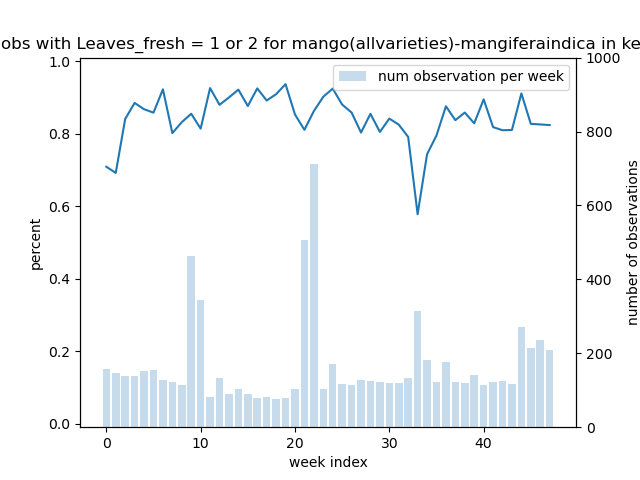 obs with Leaves_fresh = 1 or 2 for mango(allvarieties)-mangiferaindica in ke
num observation per week
percent
1.0
0.8
0.6
0.4
0.2
0.0
1000
800
600
400
200
0
number of observations
0 10 20 30 40
week index